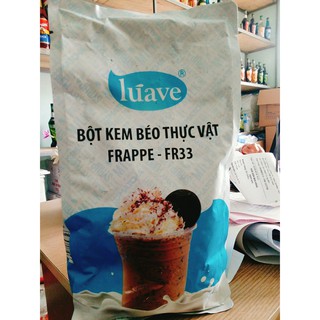 lúave®
BỘT KEM BÉO THỰC VẬT
FRAPPE - FR33